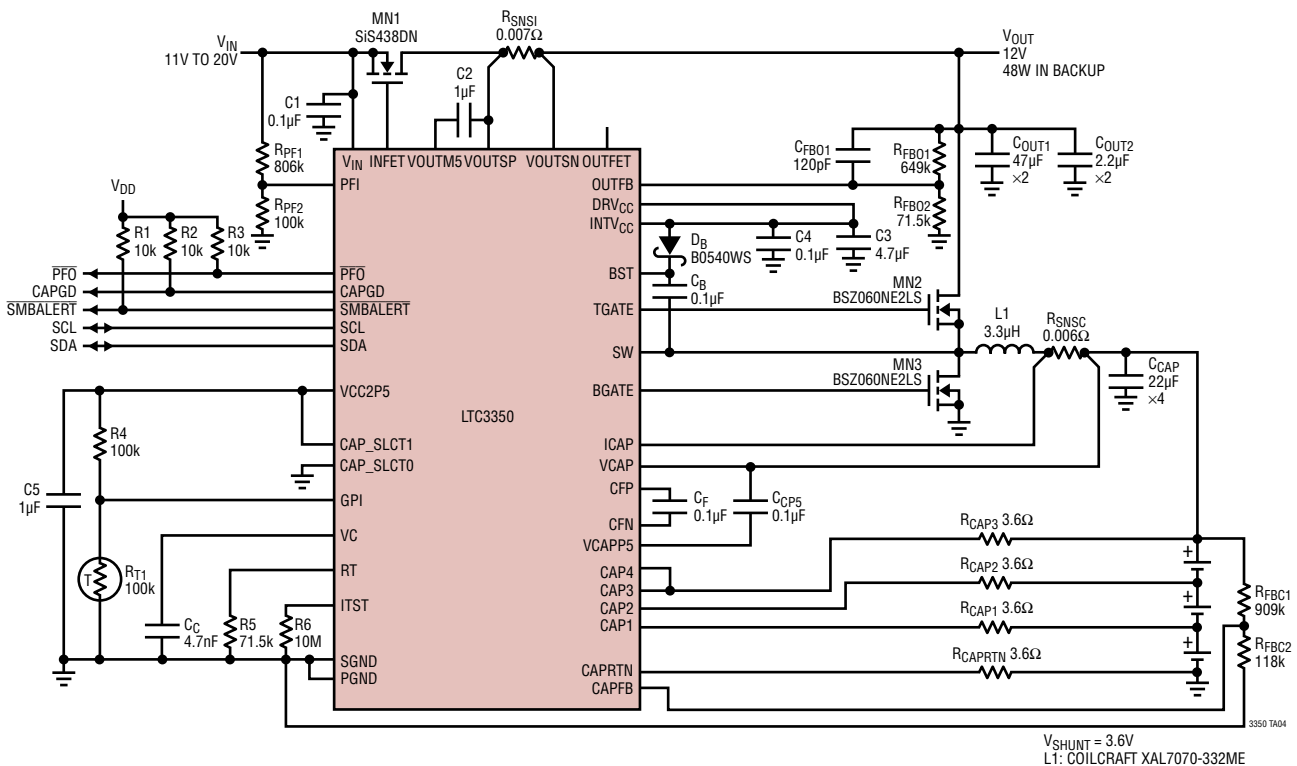 MN1
SiS438DN
RSNSI
0.007Ω
VIN
11V TO 20V
VOUT
12V
48W IN BACKUP
C1
0.1µF
C2
1µF
RPF1
806k
RPF2
100k
VDD
R1
10k
R2
10k
R3
10k
CFBO1
120pF
RFBO1
649k
RFBO2
71.5k
COUT1
47µF
×2
COUT2
2.2µF
×2
VIN INFET VOUTM5 VOUTSP VOUTSN OUTFET
PFI
OUTFB
DRVCC
INTVCC
DB
B0540WS
C4
0.1µF
C3
4.7µF
PFO
CAPGD
SMBALERT
SCL
SDA
PFO
CAPGD
SMBALERT
SCL
SDA
BST
CB
0.1µF
TGATE
MN2
BSZ060NE2LS
SW
L1
3.3µH
RSNSC
0.006Ω
CCAP
22µF
×4
BGATE
MN3
BSZ060NE2LS
VCC2P5
LTC3350
CAP_SLCT1
CAP_SLCT0
R4
100k
C5
1µF
GPI
RT1
100k
T
VC
RT
ITST
CC
4.7nF
R5
71.5k
R6
10M
SGND
PGND
ICAP
VCAP
CFP
CFN
CF
0.1µF
CCP5
0.1µF
VCAPP5
CAP4
CAP3
CAP2
CAP1
CAPRTN
CAPFB
RCAP3 3.6Ω
RCAP2 3.6Ω
RCAP1 3.6Ω
RCAPRTN 3.6Ω
+
+
+
RFBC1
909k
RFBC2
118k
3350 TA04
VSHUNT = 3.6V
L1: COILCRAFT XAL7070-332ME